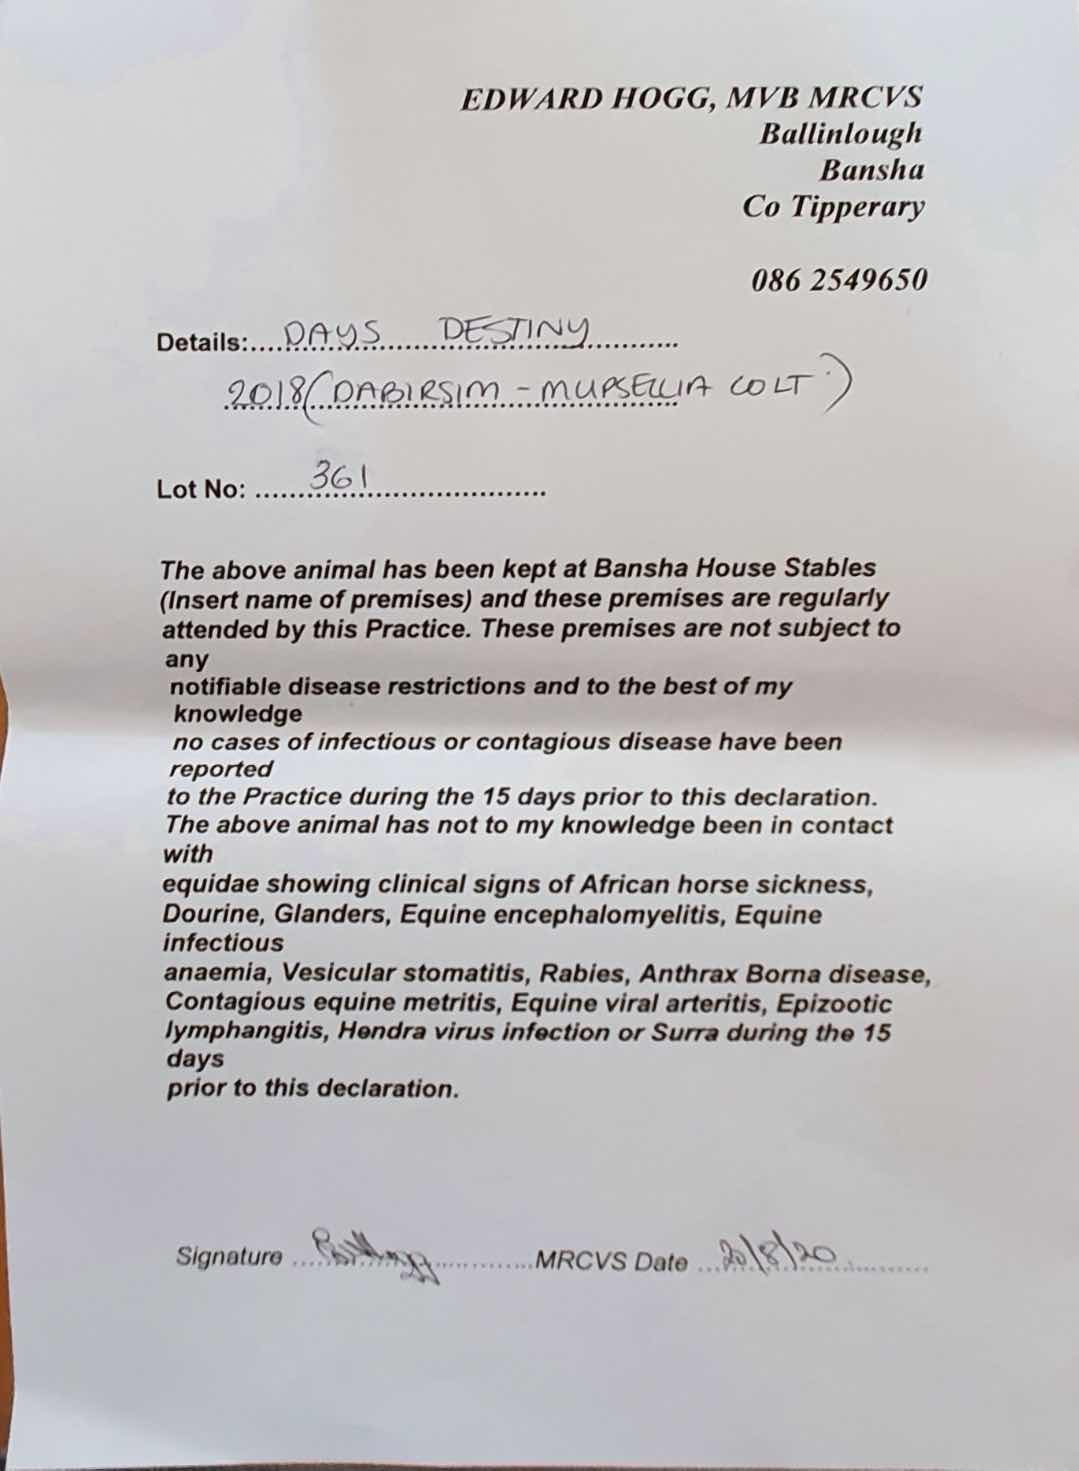 EDWARD HOGG, MVB MRCVS
Ballinlough
Bansha
Co Tipperary
086 2549650
Details:....DAYS DESTINY
2018 (DABIRSIM - MUPSELLIA COLT)
Lot No: ......361
The above animal has been kept at Bansha House Stables
(Insert name of premises) and these premises are regularly
attended by this Practice. These premises are not subject to
any
notifiable disease restrictions and to the best of my
knowledge
no cases of infectious or contagious disease have been
reported
to the Practice during the 15 days prior to this declaration.
The above animal has not to my knowledge been in contact
with
equidae showing clinical signs of African horse sickness,
Dourine, Glanders, Equine encephalomyelitis, Equine
infectious
anaemia, Vesicular stomatitis, Rabies, Anthrax Borna disease,
Contagious equine metritis, Equine viral arteritis, Epizootic
lymphangitis, Hendra virus infection or Surra during the 15
days
prior to this declaration.
Signature ........ MRCVS Date ...20/8/20